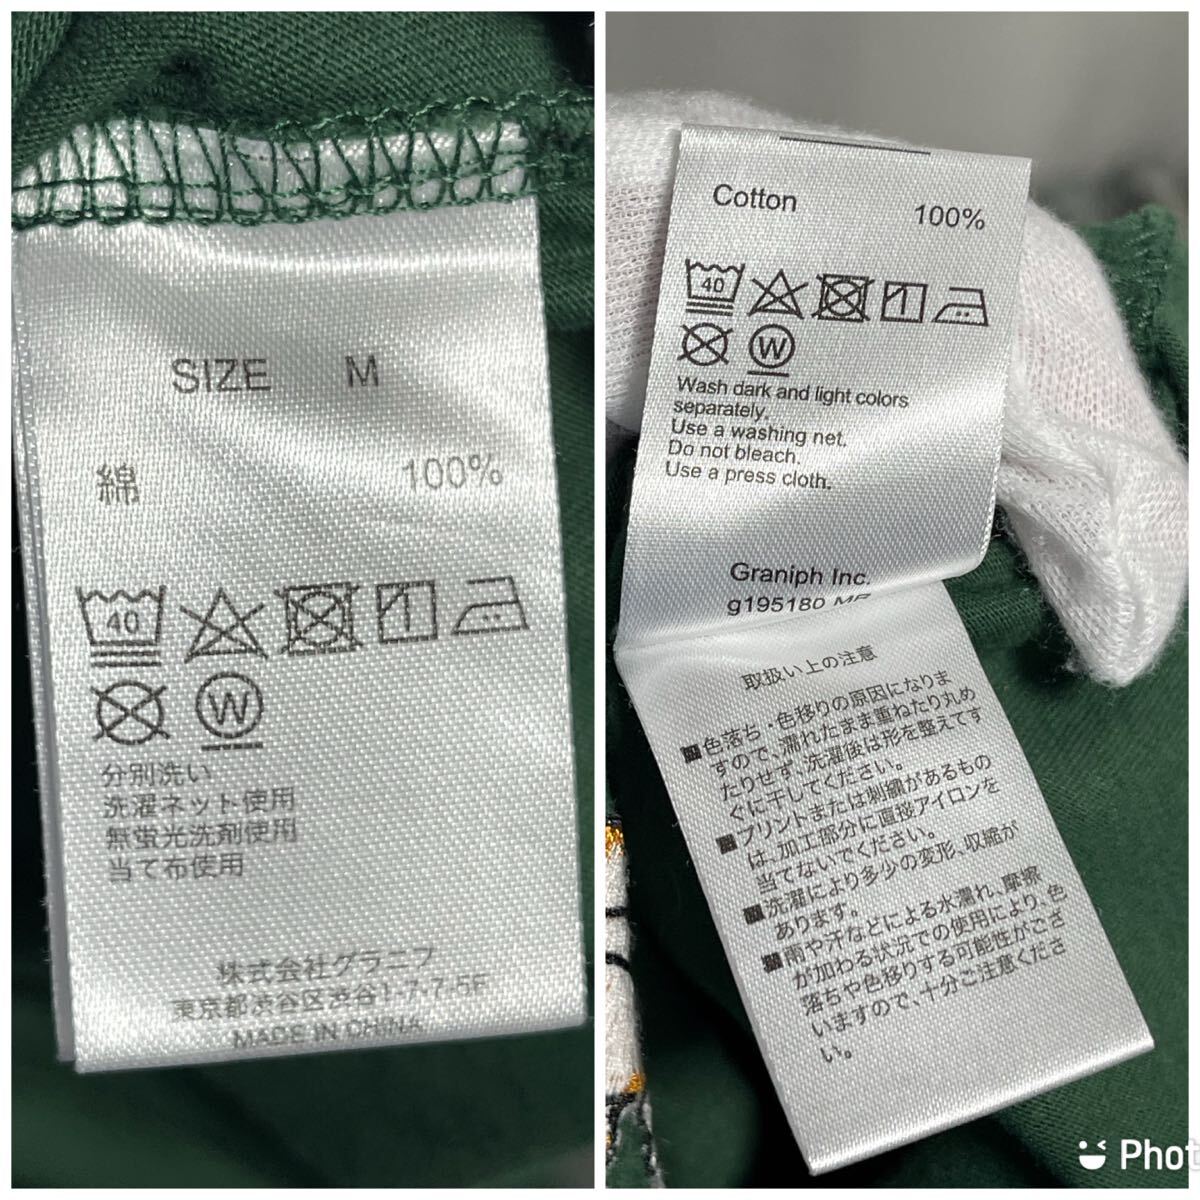 SIZE M
綿 100%
40
W
分別洗い
洗濯ネット使用
無蛍光洗剤使用
当て布使用
株式会社グラニフ
東京都渋谷区渋谷1-7-7-5F
MADE IN CHINA
Cotton 100%
40
W
Wash dark and light colors
separately.
Use a washing net.
Do not bleach.
Use a press cloth.
Graniph Inc.
g195180
取扱い上の注意
■色落ち・色移りの原因になりま
すので、濡れたまま重ねたり丸め
たりせず、洗濯後は形を整えてす
ぐに干してください。
■プリントまたは刺繍があるもの
は、加工部分に直接アイロンを
当てないでください。
■洗濯により多少の変形、収縮が
あります。
■雨や汗などによる水濡れ、摩擦
が加わる状況での使用により、色
落ちや色移りする可能性がござ
いますので、十分ご注意くださ
い。
Phot